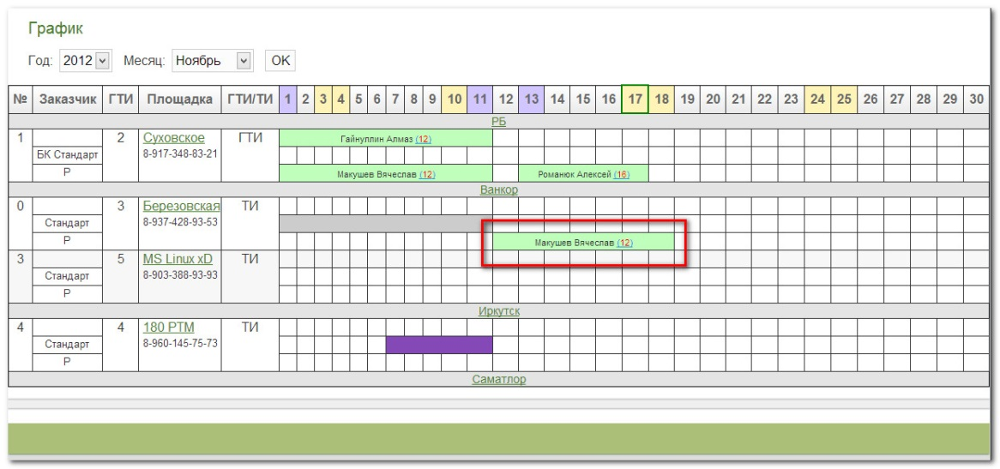 График
Год: 2012 Месяц: Ноябрь OK
№ Заказчик ГТИ Площадка ГТИ/ТИ 1 2 3 4 5 6 7 8 9 10 11 12 13 14 15 16 17 18 19 20 21 22 23 24 25 26 27 28 29 30
РБ
1 2 Суховское ГТИ Гайнуллин Алмаз (12)
БК Стандарт 8-917-348-83-21
Р Макушев Вячеслав (12) Романюк Алексей (16)
Ванкор
0 3 Березовская ТИ
Стандарт 8-937-428-93-53
Р Макушев Вячеслав (12)
3 5 MS Linux xD ТИ
Стандарт 8-903-388-93-93
Р
Иркутск
4 4 180 РТМ ТИ
Стандарт 8-960-145-75-73
Р
Саматлор